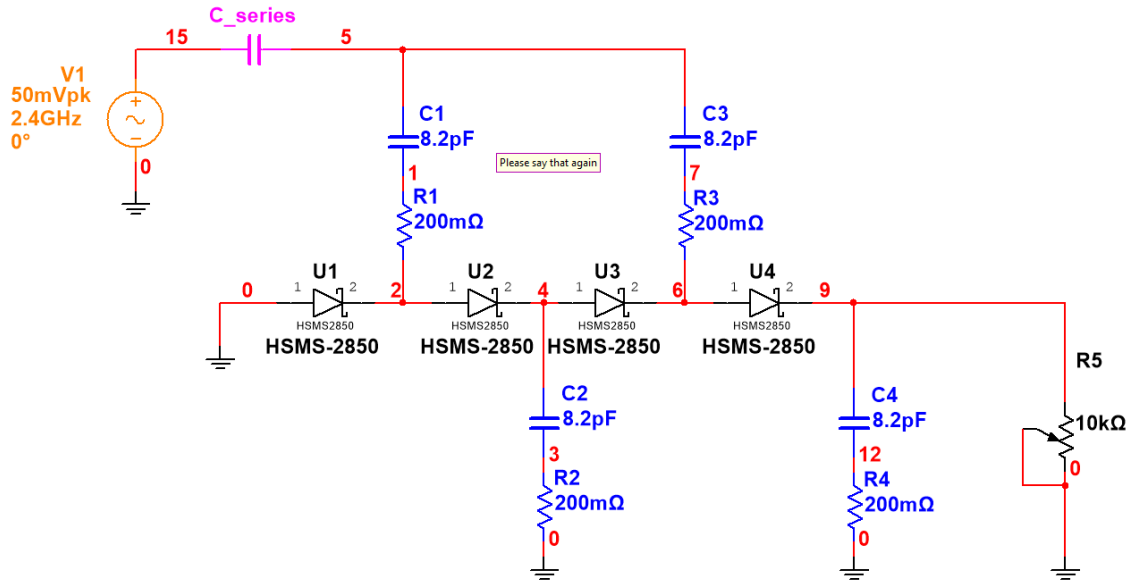 C_series
15
5
V1
50mVpk
2.4GHz
0°
0
C1
8.2pF
C3
8.2pF
Please say that again
1
7
R1
200mΩ
R3
200mΩ
U1
U2
U3
U4
0
1
2
2
1
2
4
1
2
6
1
2
9
HSMS2850
HSMS2850
HSMS2850
HSMS2850
HSMS-2850
HSMS-2850
HSMS-2850
HSMS-2850
R5
10kΩ
0
C2
8.2pF
C4
8.2pF
3
12
R2
200mΩ
R4
200mΩ
0
0